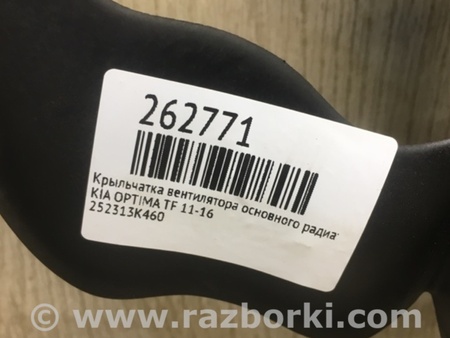 262771
Крыльчатка вентилятора основного радиа
KIA OPTIMA TF 11-16
252313K460
www.razborki.com